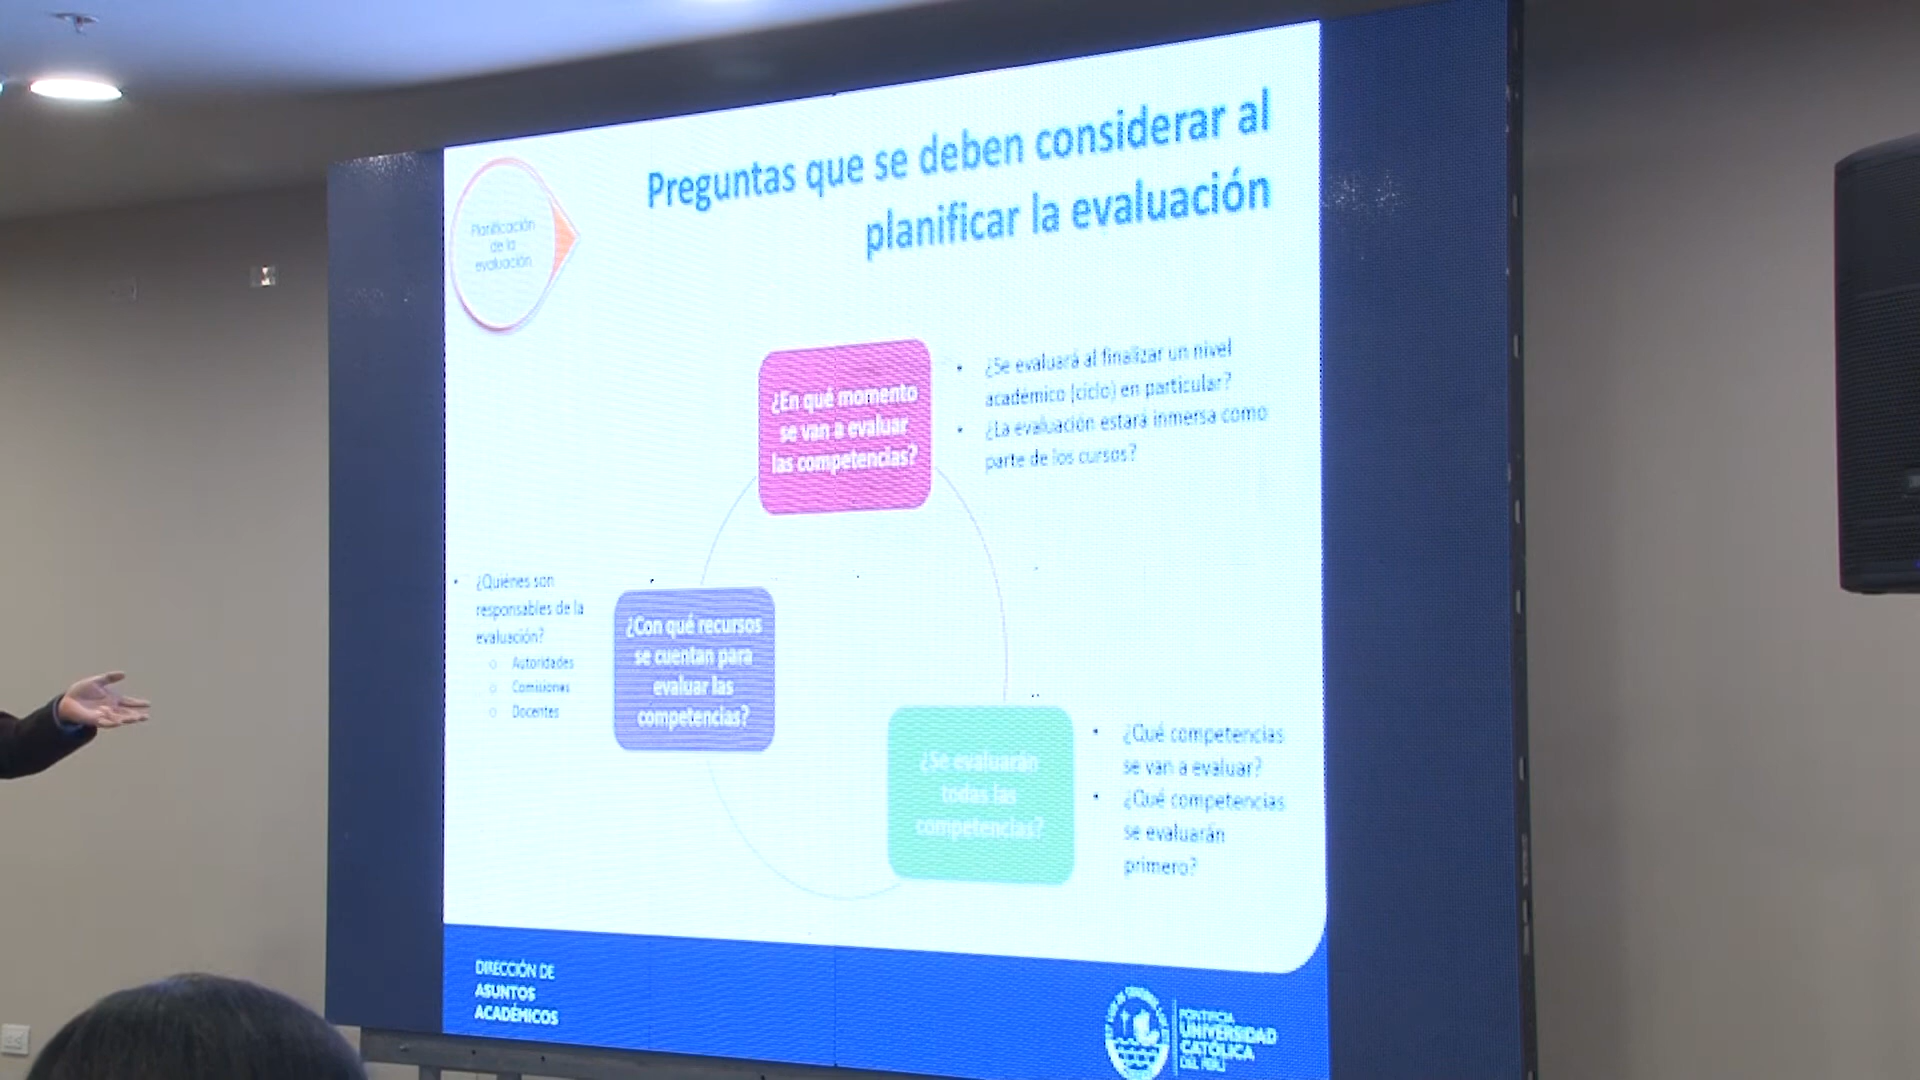 Preguntas que se deben considerar al
planificar la evaluación
Planificación
de la
evaluación
¿En qué momento
se van a evaluar
las competencias?
• ¿Se evaluará al finalizar un nivel
académico (ciclo) en particular?
• ¿La evaluación estará inmersa como
parte de los cursos?
• ¿Quiénes son
responsables de la
evaluación?
o Autoridades
o Comisiones
o Docentes
¿Con qué recursos
se cuentan para
evaluar las
competencias?
¿Se evaluarán
todas las
competencias?
• ¿Qué competencias
se van a evaluar?
• ¿Qué competencias
se evaluarán
primero?
DIRECCIÓN DE
ASUNTOS
ACADÉMICOS
PONTIFICIA
UNIVERSIDAD
CATÓLICA
DEL PERÚ